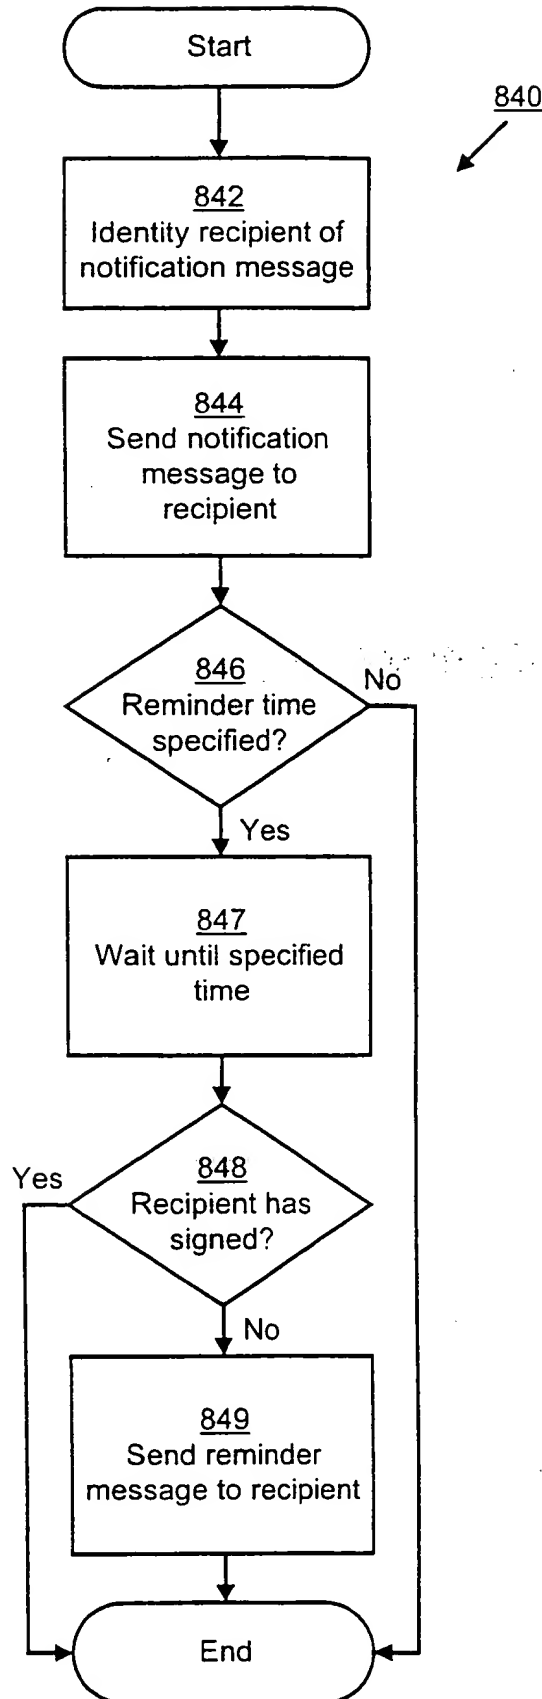 Start
840
842
Identity recipient of
notification message
844
Send notification
message to
recipient
846
Reminder time
specified?
No
Yes
847
Wait until specified
time
Yes
848
Recipient has
signed?
No
849
Send reminder
message to recipient
End